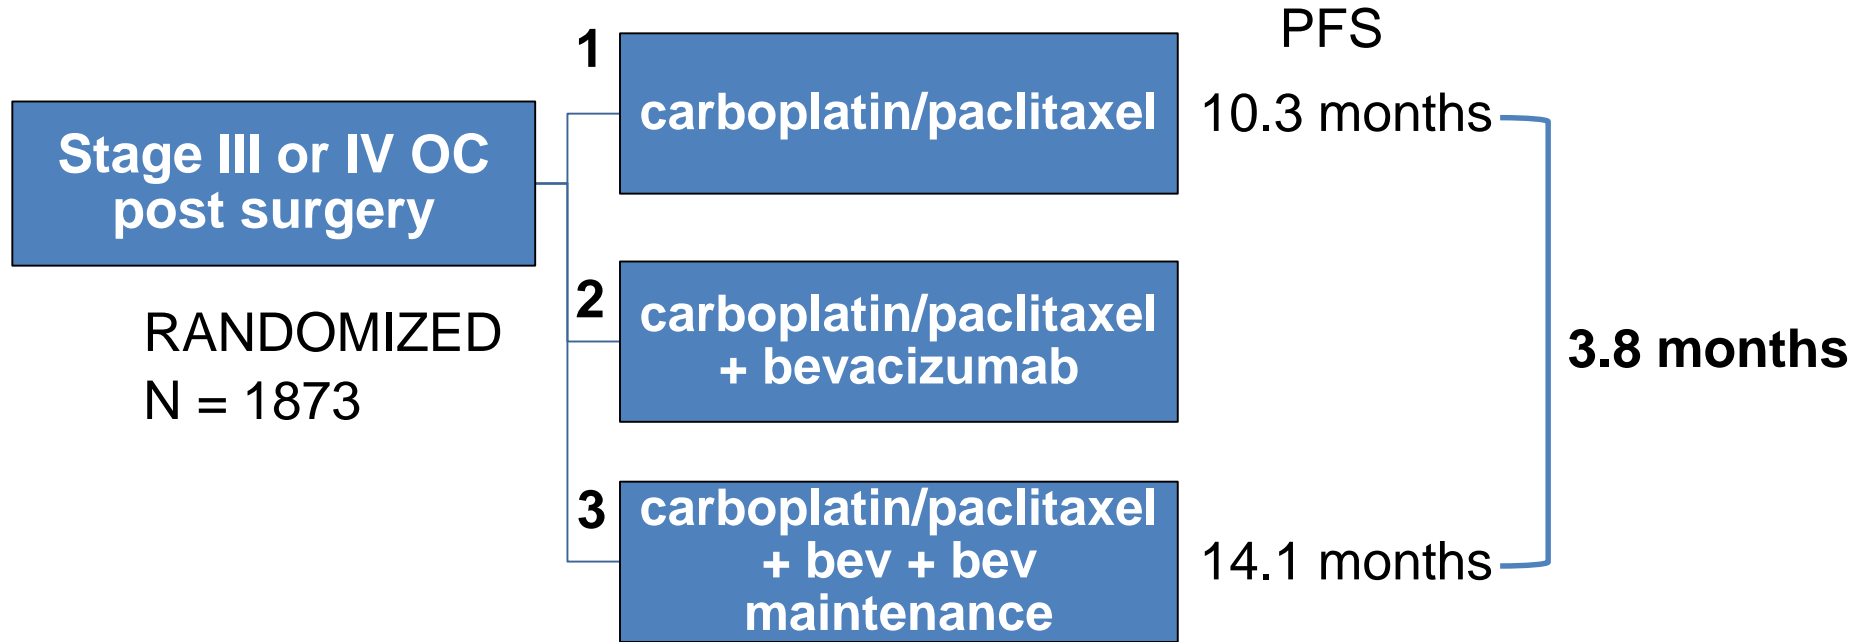 PFS
1
carboplatin/paclitaxel
10.3 months
Stage III or IV OC
post surgery
RANDOMIZED
N = 1873
2
carboplatin/paclitaxel
+ bevacizumab
3.8 months
3
carboplatin/paclitaxel
+ bev + bev
maintenance
14.1 months